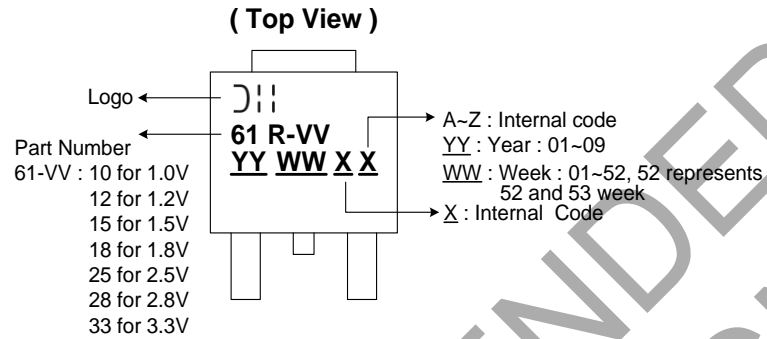 ( Top View )
Logo
61 R-VV
YY WW X X
Part Number
61-VV : 10 for 1.0V
12 for 1.2V
15 for 1.5V
18 for 1.8V
25 for 2.5V
28 for 2.8V
33 for 3.3V
A~Z : Internal code
YY : Year : 01~09
WW : Week : 01~52, 52 represents
52 and 53 week
X : Internal Code